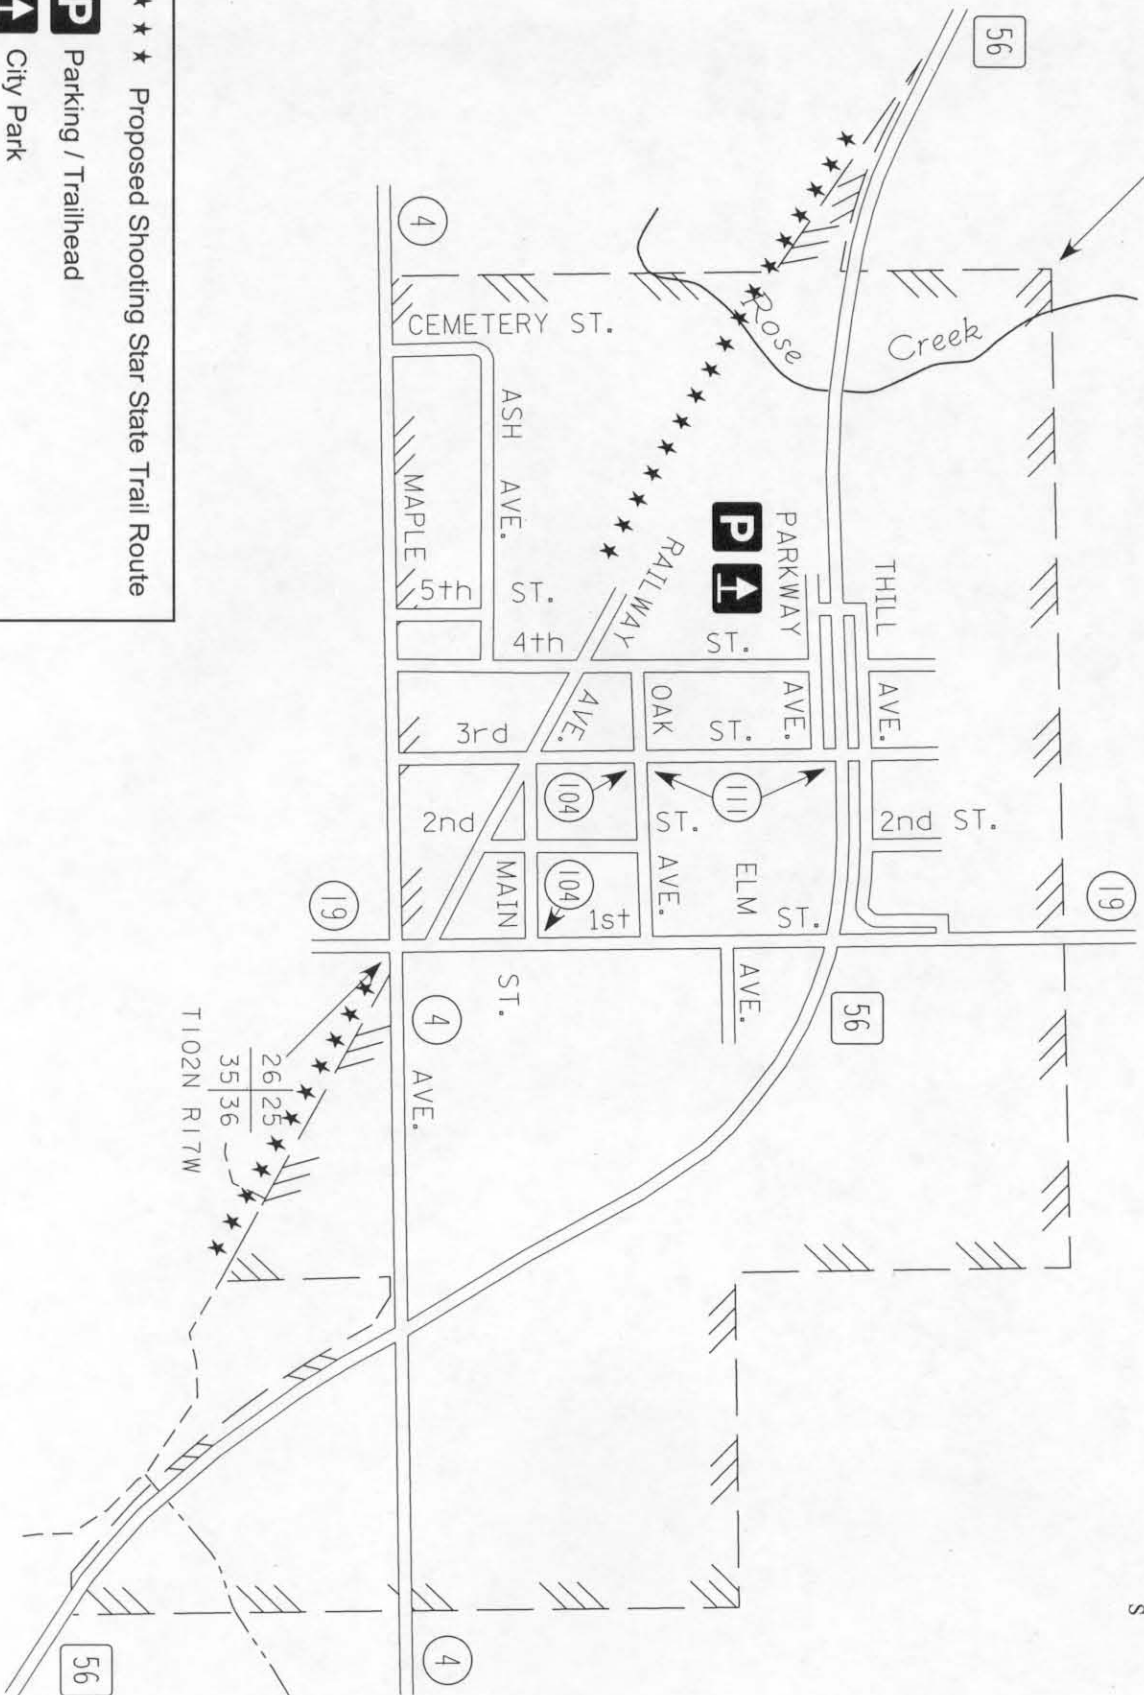 ★ ★ ★ Proposed Shooting Star State Trail Route
P Parking / Trailhead
City Park
56
4
CEMETERY ST.
Rose
Creek
ASH AVE.
MAPLE
AVE.
5th ST.
4th ST.
RAILWAY
AVE.
P
PARKWAY
AVE.
THILL
AVE.
OAK
AVE.
3rd ST.
104
111
2nd ST.
2nd ST.
MAIN
ST.
104
1st ST.
ELM
AVE.
19
19
4
56
26 25
35 36
T102N R17W
56
4
S